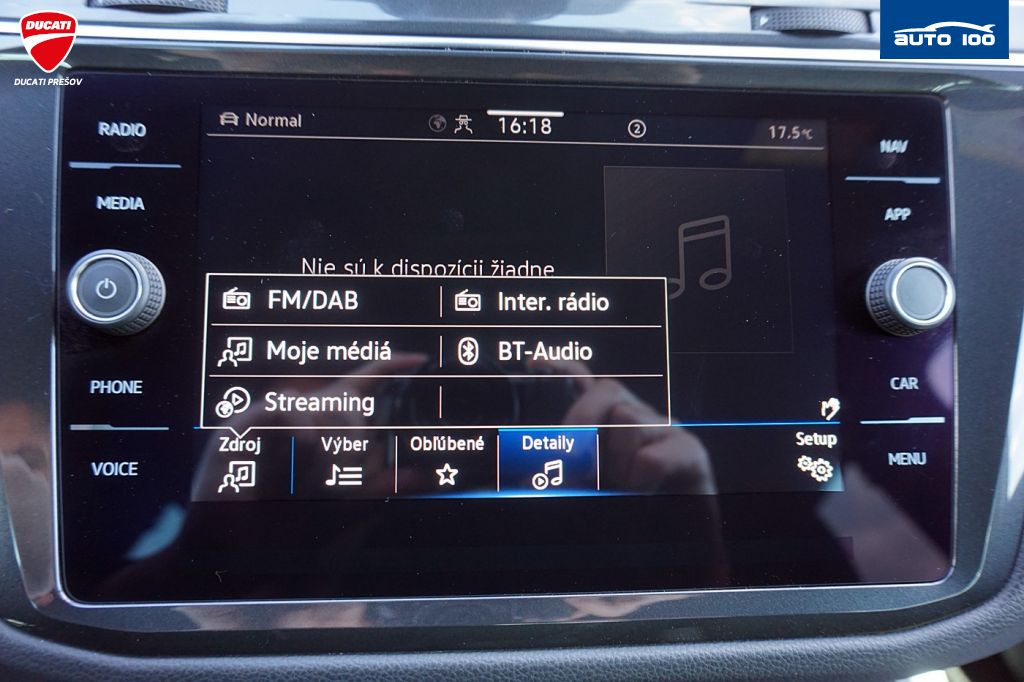 DUCATI
DUCATI PREŠOV
AUTO 100
RADIO
MEDIA
PHONE
VOICE
Normal
16:18
2
17.5°C
Nie sú k dispozícii žiadne
FM/DAB
Inter. rádio
Moje médiá
BT-Audio
Streaming
Zdroj
Výber
Obľúbené
Detaily
Setup
NAV
APP
CAR
MENU